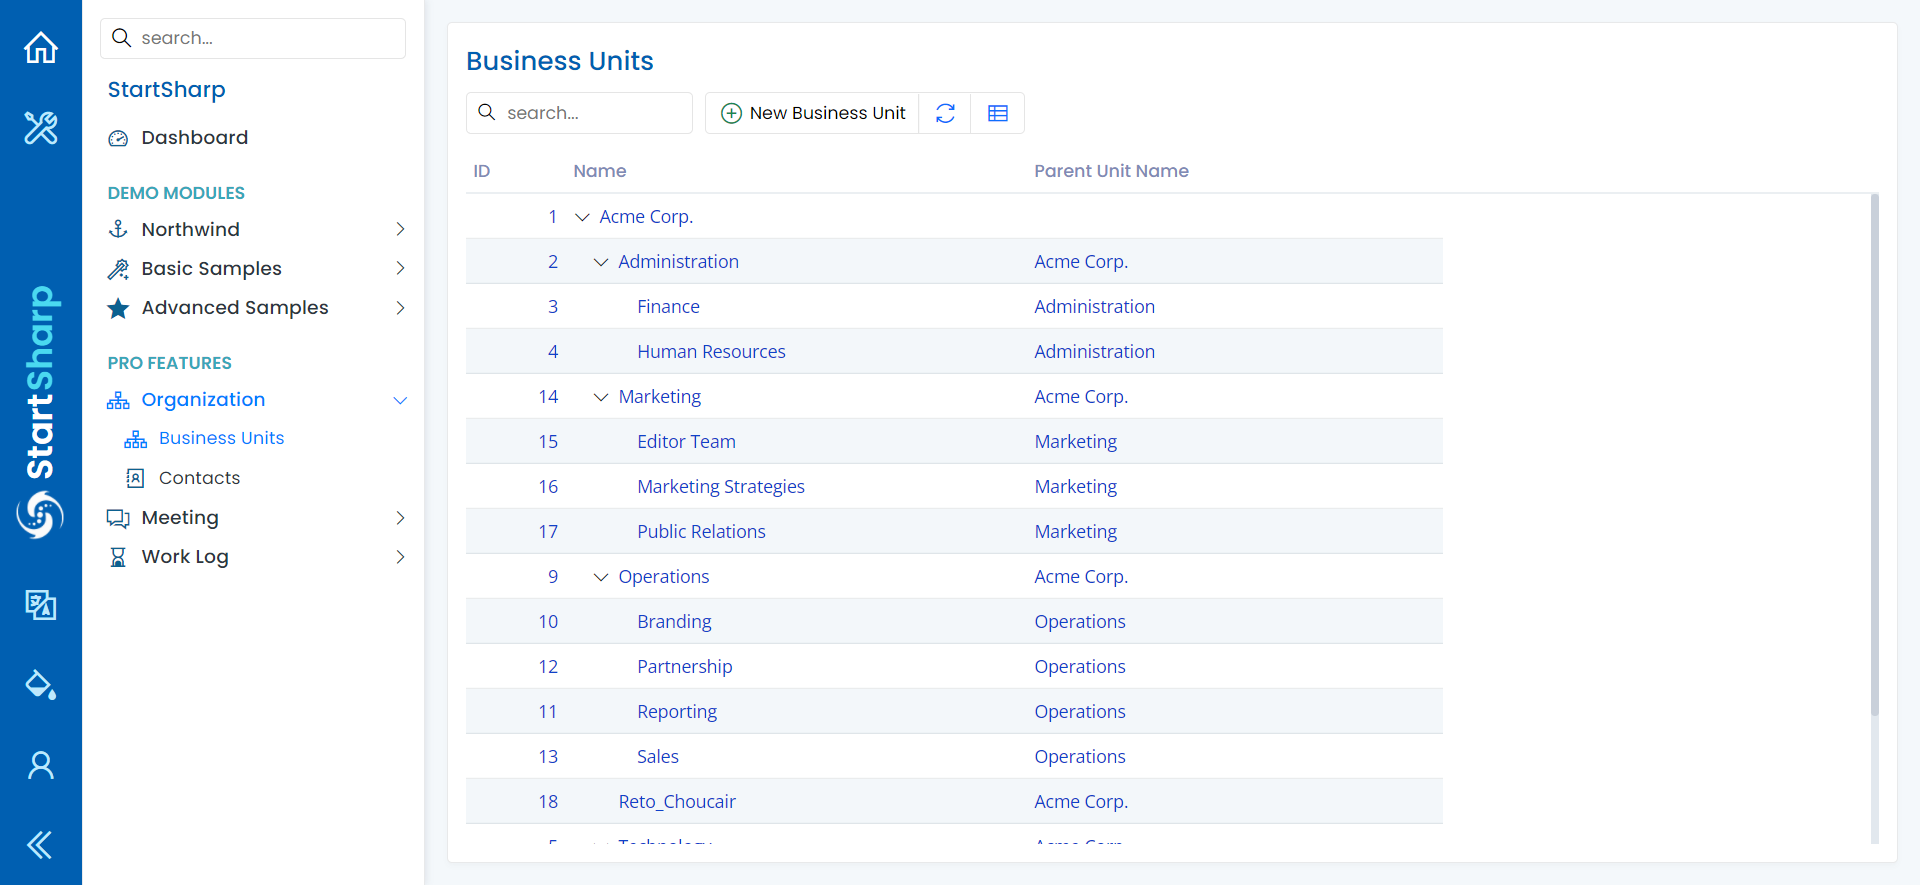 StartSharp
search...
StartSharp
Dashboard
DEMO MODULES
Northwind
Basic Samples
Advanced Samples
PRO FEATURES
Organization
Business Units
Contacts
Meeting
Work Log
Business Units
search...
New Business Unit
ID Name Parent Unit Name
1 Acme Corp.
2 Administration Acme Corp.
3 Finance Administration
4 Human Resources Administration
14 Marketing Acme Corp.
15 Editor Team Marketing
16 Marketing Strategies Marketing
17 Public Relations Marketing
9 Operations Acme Corp.
10 Branding Operations
12 Partnership Operations
11 Reporting Operations
13 Sales Operations
18 Reto_Choucair Acme Corp.
5 Technology Acme Corp.